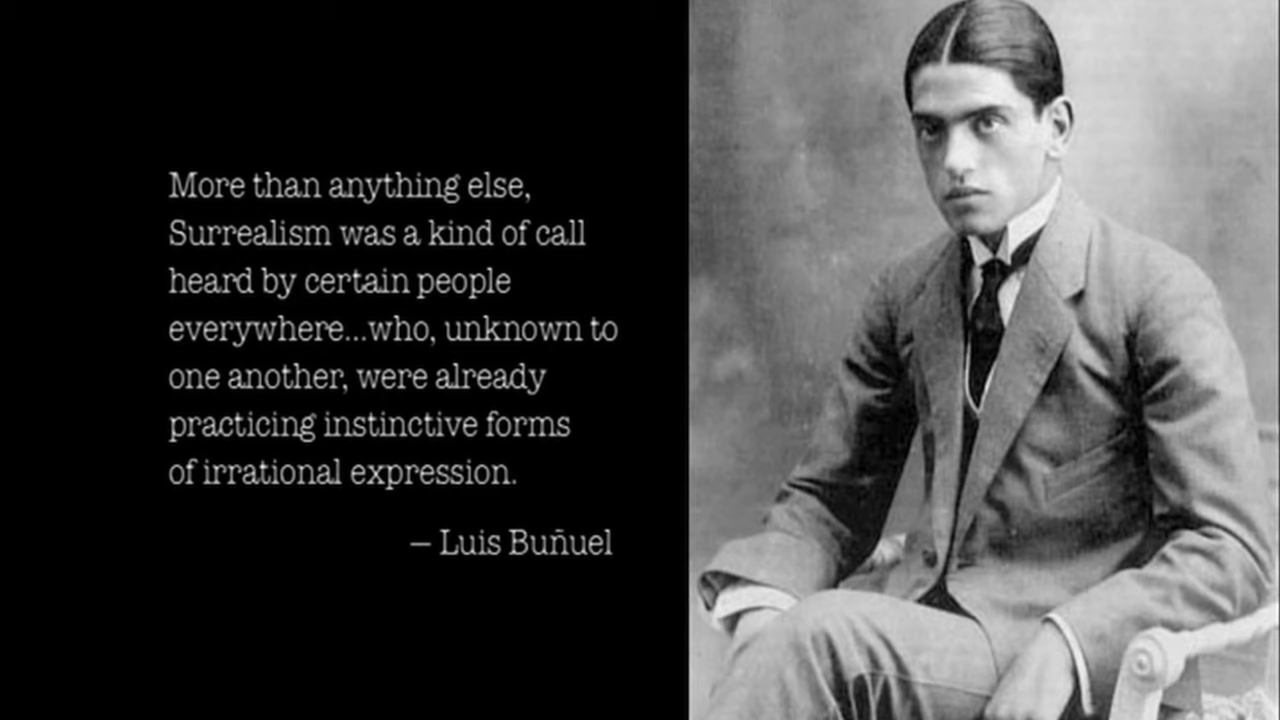 More than anything else,
Surrealism was a kind of call
heard by certain people
everywhere...who, unknown to
one another, were already
practicing instinctive forms
of irrational expression.
– Luis Buñuel